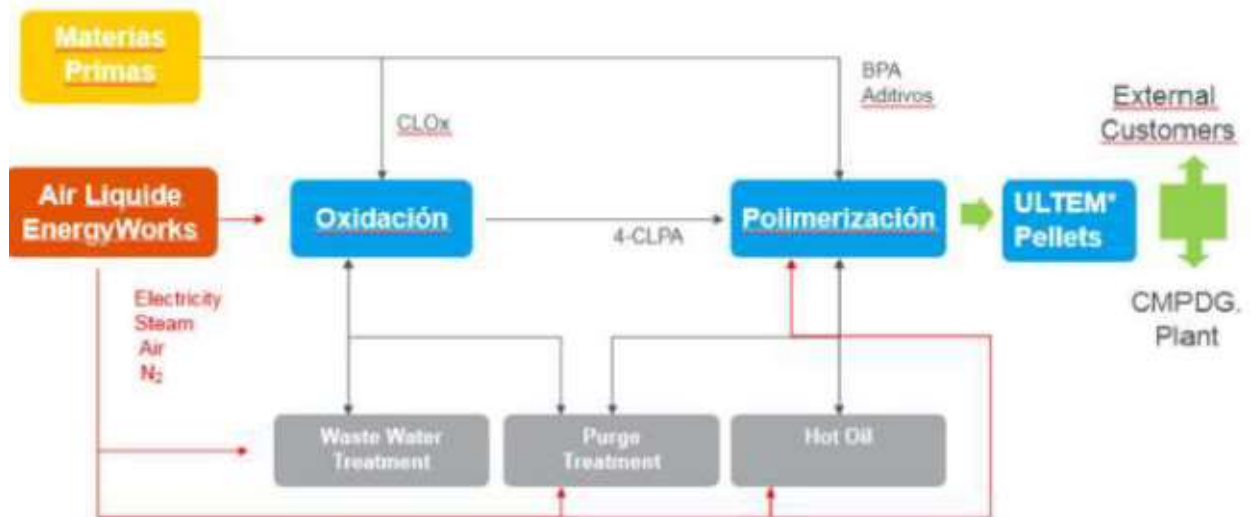 Materias
Primas
BPA
Aditivos
External
Customers
CLOx
Air Liquide
EnergyWorks
Oxidación
4-CLPA
Polimerización
ULTEM*
Pellets
Electricity
Steam
Air
N₂
CMPDG.
Plant
Waste Water
Treatment
Purge
Treatment
Hot Oil